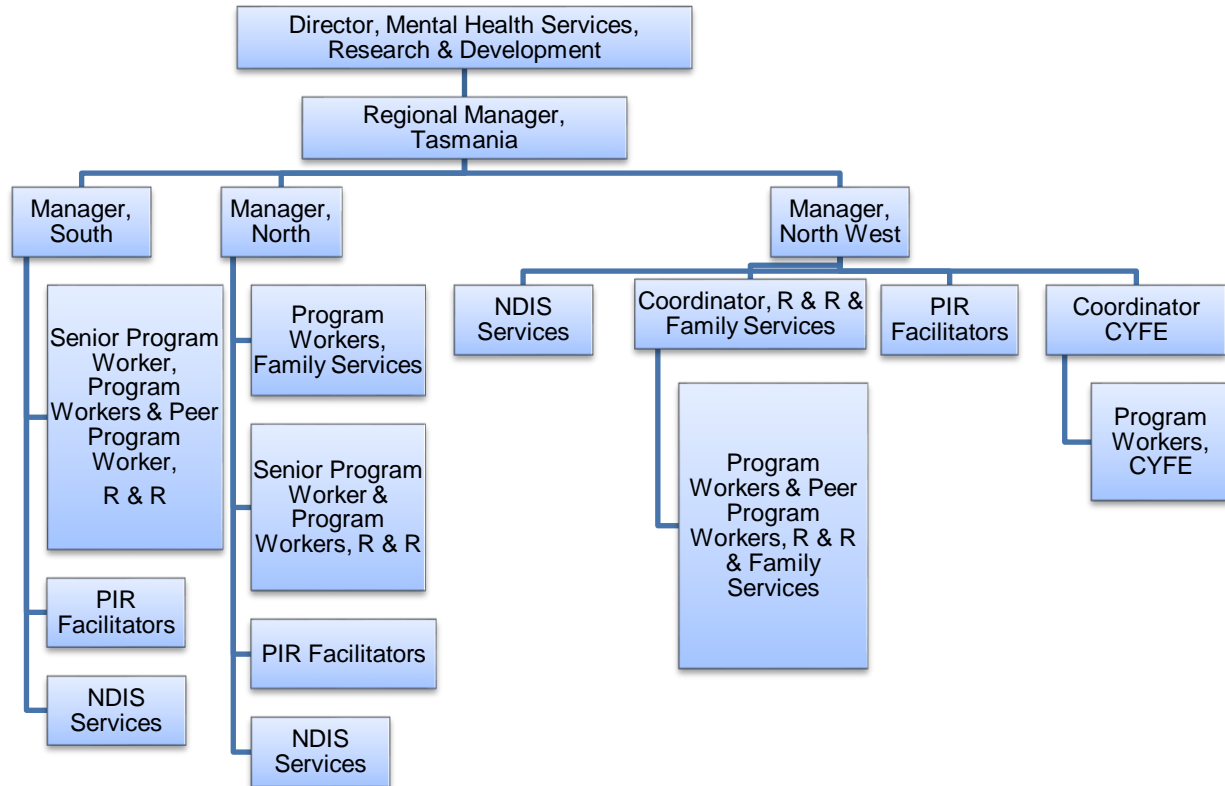 Director, Mental Health Services,
Research & Development
Regional Manager,
Tasmania
Manager,
South
Manager,
North
Manager,
North West
Senior Program
Worker,
Program
Workers & Peer
Program
Worker,
R & R
PIR
Facilitators
NDIS
Services
Program
Workers,
Family Services
Senior Program
Worker &
Program
Workers, R & R
PIR Facilitators
NDIS
Services
NDIS
Services
Coordinator, R & R &
Family Services
Program
Workers & Peer
Program
Workers, R & R
& Family
Services
PIR
Facilitators
Coordinator
CYFE
Program
Workers,
CYFE